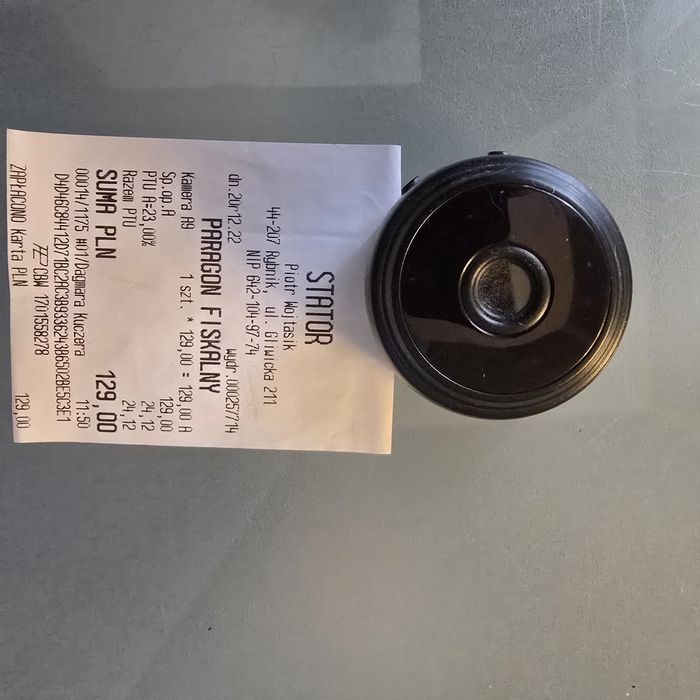 STATOR
Piotr Wojtasik
44-207 Rybnik, ul. Gliwicka 211
NIP 642-104-97-74
dn.20r12.22 wydr.000257714
PARAGON FISKALNY
Kamera A9 1 szt. * 129,00 = 129,00 A
Sp.op.A 129,00
PTU A=23,00% 24,12
Razem PTU 24,12
SUMA PLN 129,00
00014/1175 #01/Dagmara Kuczera 11:50
CBW 1701558278
ZAPŁACONO Karta PLN 129,00